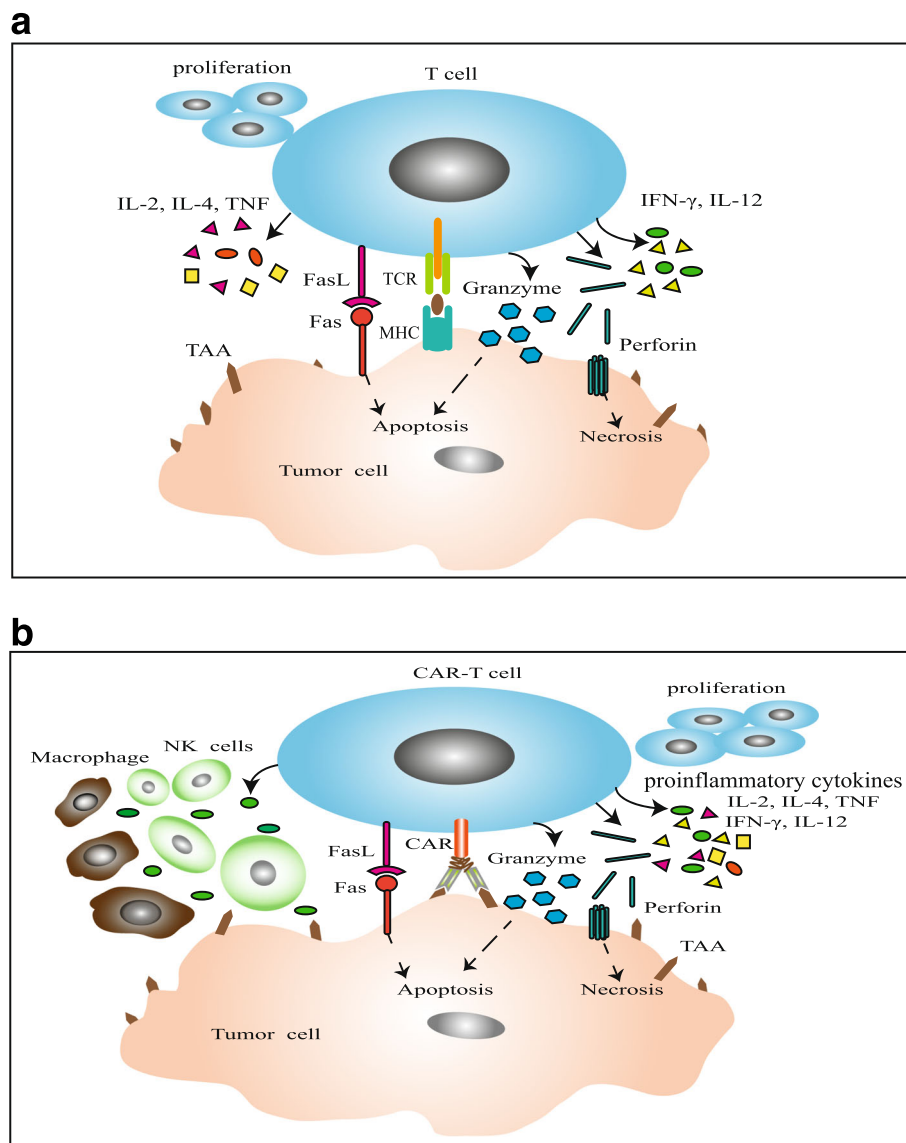 a
proliferation
T cell
IL-2, IL-4, TNF
IFN-γ, IL-12
FasL
TCR
Granzyme
Fas
MHC
TAA
Perforin
Apoptosis
Necrosis
Tumor cell
b
CAR-T cell
proliferation
Macrophage
NK cells
proinflammatory cytokines
IL-2, IL-4, TNF
IFN-γ, IL-12
FasL
CAR
Granzyme
Fas
Perforin
TAA
Apoptosis
Necrosis
Tumor cell